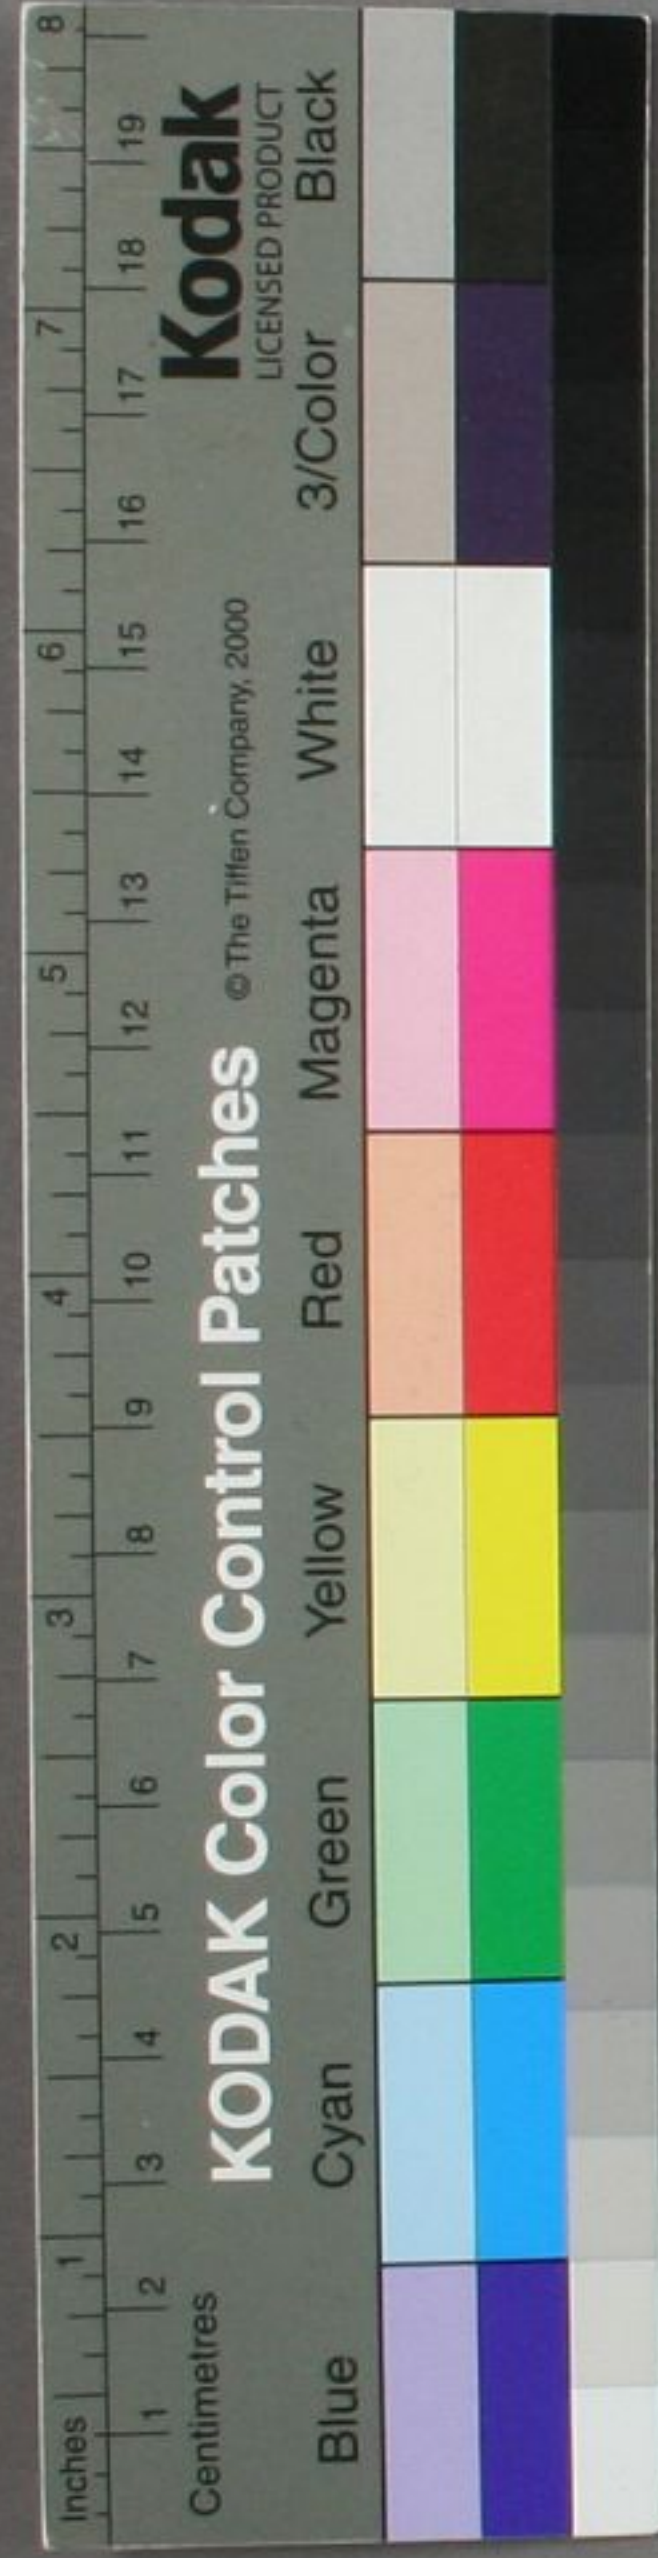 Inches 1 2 3 4 5 6 7 8
Centimetres 1 2 3 4 5 6 7 8 9 10 11 12 13 14 15 16 17 18 19
KODAK Color Control Patches © The Tiffen Company, 2000
Kodak
LICENSED PRODUCT
Blue Cyan Green Yellow Red Magenta White 3/Color Black